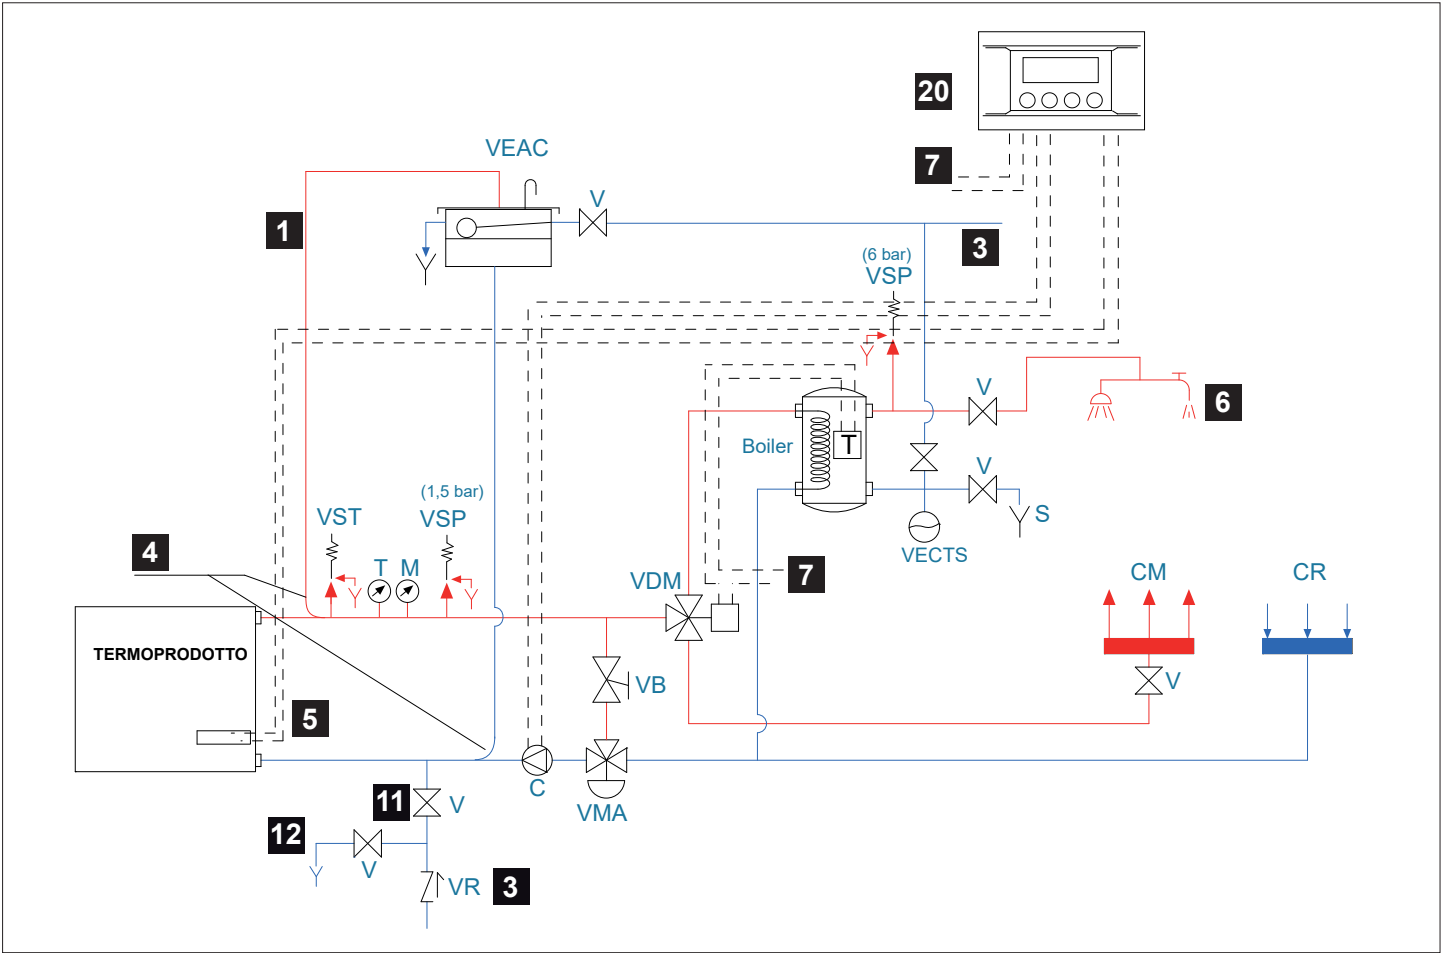 20
VEAC
7
V
1
3
(6 bar)
VSP
V
6
Boiler
T
(1,5 bar)
V
VST
VSP
S
4
VECTS
T
M
7
VDM
CM
CR
TERMOPRODOTTO
VB
V
5
C
11
V
VMA
12
V
VR
3